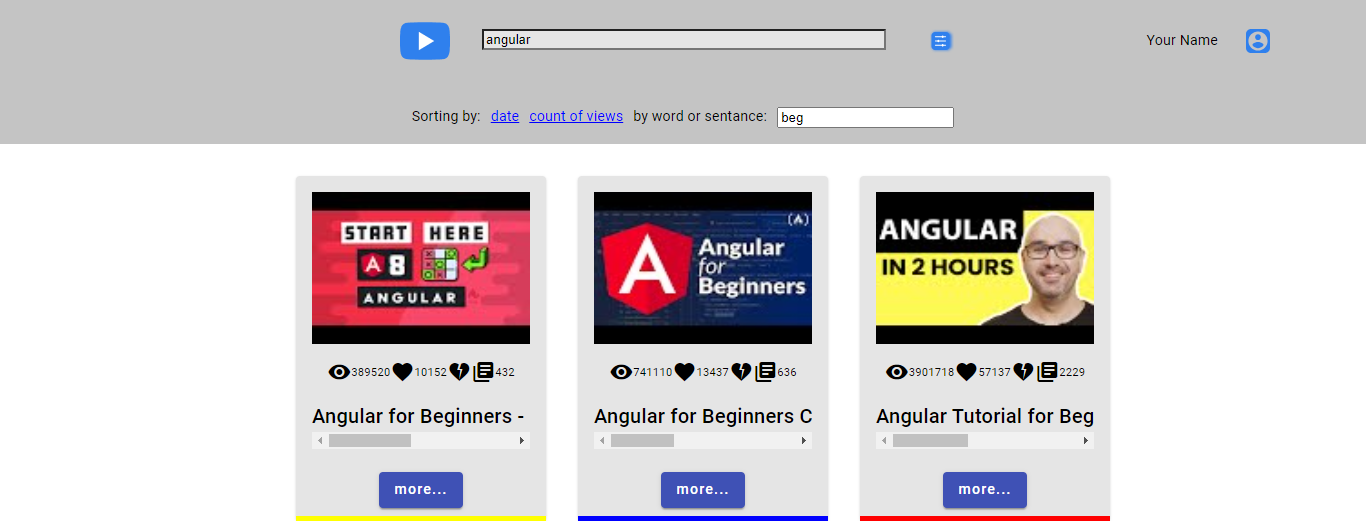 angular
Your Name
Sorting by: date count of views by word or sentance: beg
START HERE
A 8
ANGULAR
389520 10152 432
Angular for Beginners -
more...
(A)
A
Angular
for
Beginners
741110 13437 636
Angular for Beginners C
more...
ANGULAR
IN 2 HOURS
3901718 57137 2229
Angular Tutorial for Beg
more...